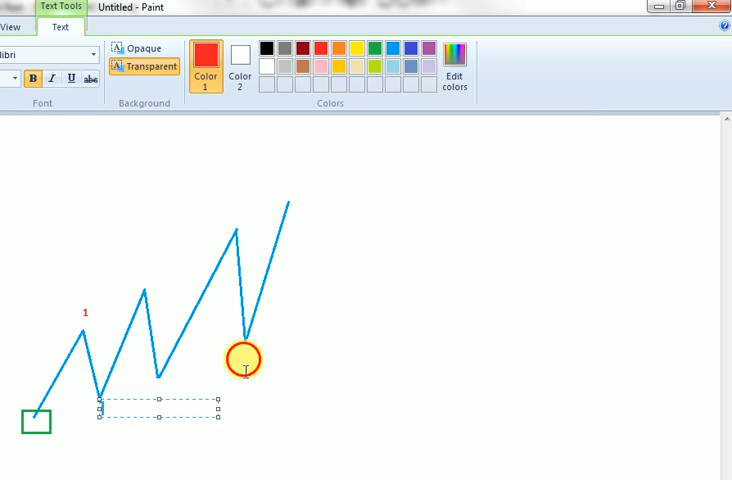 Text Tools
Untitled - Paint
View
Text
libri
B I U abc
Font
Opaque
Transparent
Background
Color 1
Color 2
Colors
Edit colors
1